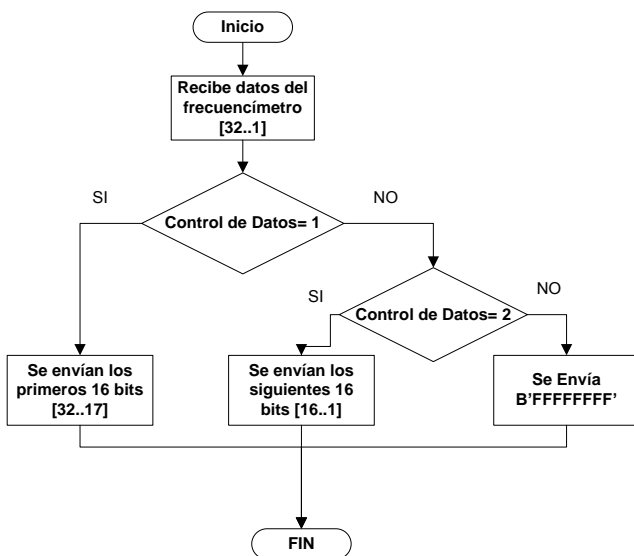 Inicio
Recibe datos del
frecuencímetro
[32..1]
SI
NO
Control de Datos= 1
SI
NO
Control de Datos= 2
Se envían los
primeros 16 bits
[32..17]
Se envían los
siguientes 16
bits [16..1]
Se Envía
B’FFFFFFFF’
FIN